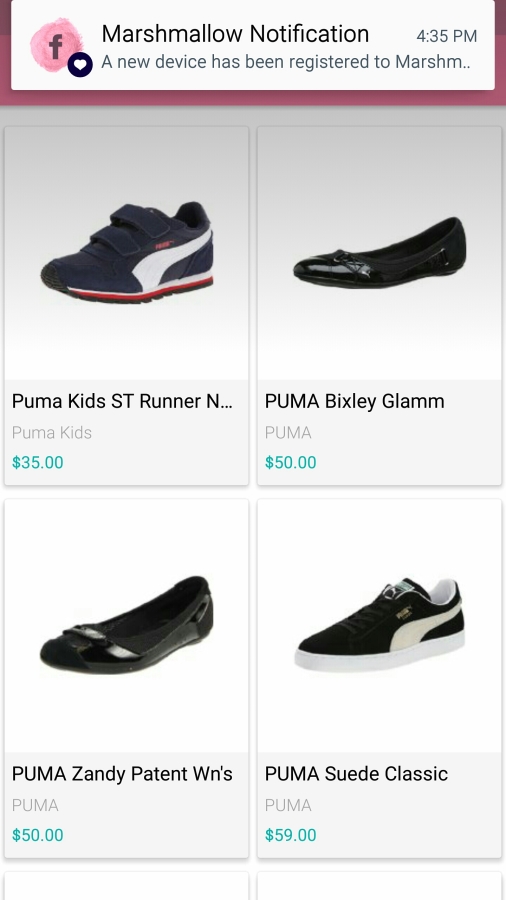 Marshmallow Notification 4:35 PM
A new device has been registered to Marshm..
Puma Kids ST Runner N...
Puma Kids
$35.00
PUMA Bixley Glamm
PUMA
$50.00
PUMA Zandy Patent Wn's
PUMA
$50.00
PUMA Suede Classic
PUMA
$59.00